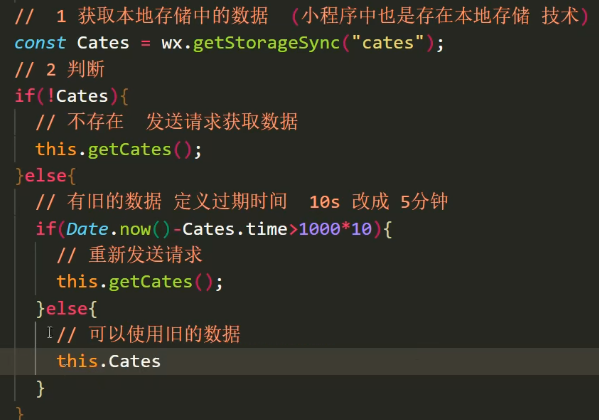 //  1 获取本地存储中的数据  (小程序中也是存在本地存储 技术)
const Cates = wx.getStorageSync("cates");
// 2 判断
if(!Cates){
  // 不存在  发送请求获取数据
  this.getCates();
}else{
  // 有旧的数据 定义过期时间  10s 改成 5分钟
  if(Date.now()-Cates.time>1000*10){
    // 重新发送请求
    this.getCates();
  }else{
    // 可以使用旧的数据
    this.Cates
  }
}